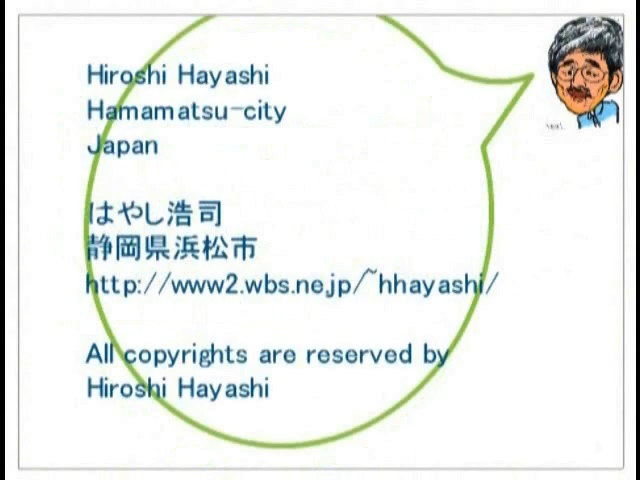 Hiroshi Hayashi
Hamamatsu-city
Japan
はやし浩司
静岡県浜松市
http://www2.wbs.ne.jp/~hhayashi/
All copyrights are reserved by
Hiroshi Hayashi